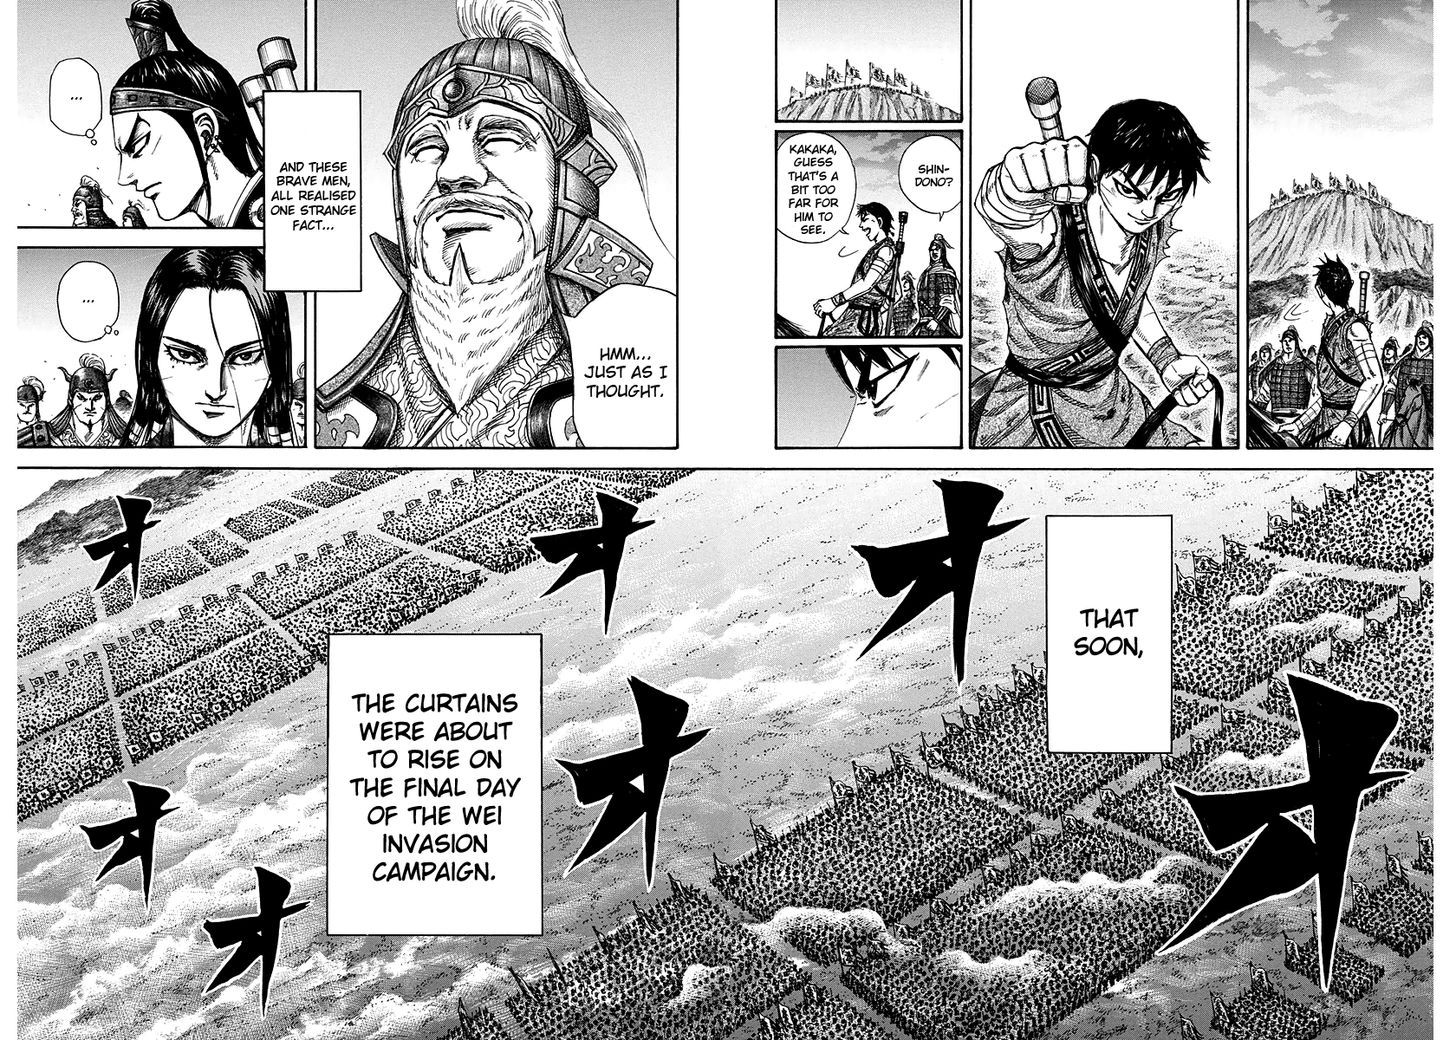 SHIN-
DONO?
KAKAKA,
GUESS
THAT'S A
BIT TOO
FAR FOR
HIM TO
SEE.
HMM...
JUST AS I
THOUGHT.
AND THESE
BRAVE MEN,
ALL REALISED
ONE STRANGE
FACT...
...
...
THAT
SOON,
THE CURTAINS
WERE ABOUT
TO RISE ON
THE FINAL DAY
OF THE WEI
INVASION
CAMPAIGN.
オ
オ
オ
オ
オ
オ
オ